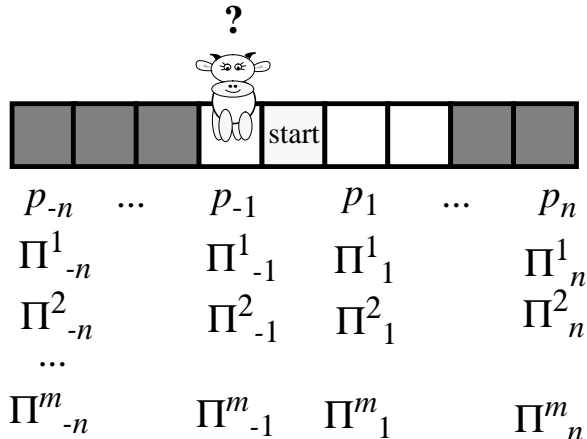 ?
start
p₋ₙ ... p₋₁ p₁ ... pₙ
Π¹₋ₙ Π¹₋₁ Π¹₁ Π¹ₙ
Π²₋ₙ Π²₋₁ Π²₁ Π²ₙ
...
Πᵐ₋ₙ Πᵐ₋₁ Πᵐ₁ Πᵐₙ